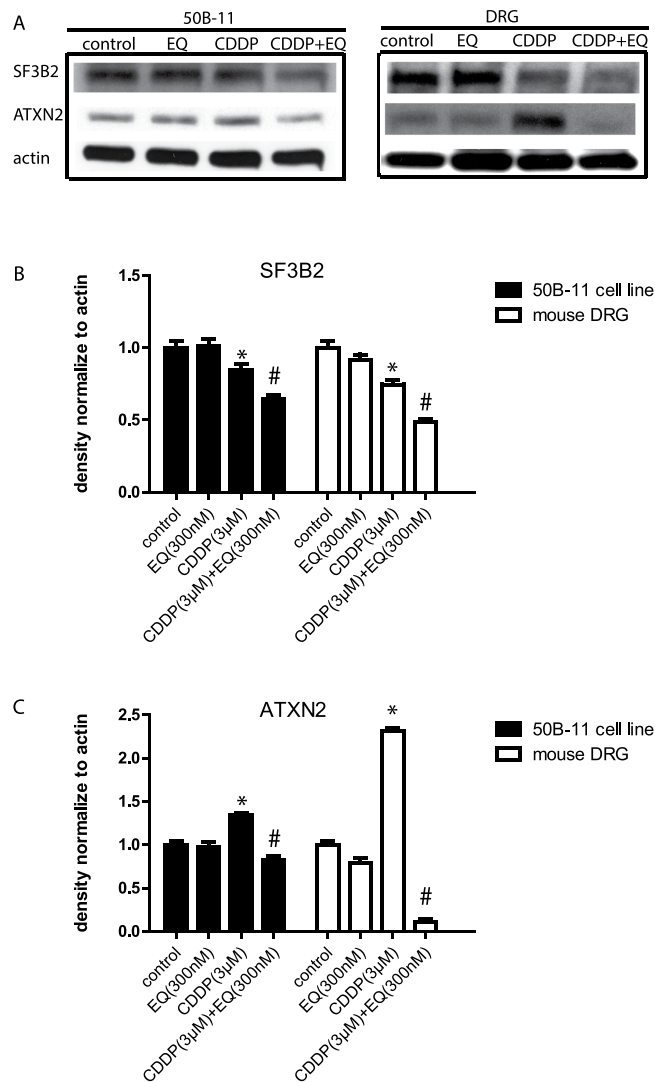 A
50B-11
DRG
control EQ CDDP CDDP+EQ
control EQ CDDP CDDP+EQ
SF3B2
ATXN2
actin
B
SF3B2
density normalize to actin
1.5
1.0
0.5
0.0
* # * #
50B-11 cell line
mouse DRG
control
EQ(300nM)
CDDP(3µM)
CDDP(3µM)+EQ(300nM)
control
EQ(300nM)
CDDP(3µM)
CDDP(3µM)+EQ(300nM)
C
ATXN2
density normalize to actin
2.5
2.0
1.5
1.0
0.5
0.0
* # * #
50B-11 cell line
mouse DRG
control
EQ(300nM)
CDDP(3µM)
CDDP(3µM)+EQ(300nM)
control
EQ(300nM)
CDDP(3µM)
CDDP(3µM)+EQ(300nM)